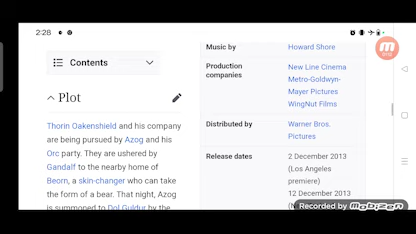 2:28
Contents
Plot
Thorin Oakenshield and his company
are being pursued by Azog and his
Orc party. They are ushered by
Gandalf to the nearby home of
Beorn, a skin-changer who can take
the form of a bear. That night, Azog
is summoned to Dol Guldur by the
Music by Howard Shore
Production New Line Cinema
companies Metro-Goldwyn-
Mayer Pictures
WingNut Films
Distributed by Warner Bros.
Pictures
Release dates 2 December 2013
(Los Angeles
premiere)
12 December 2013
Recorded by mobizen